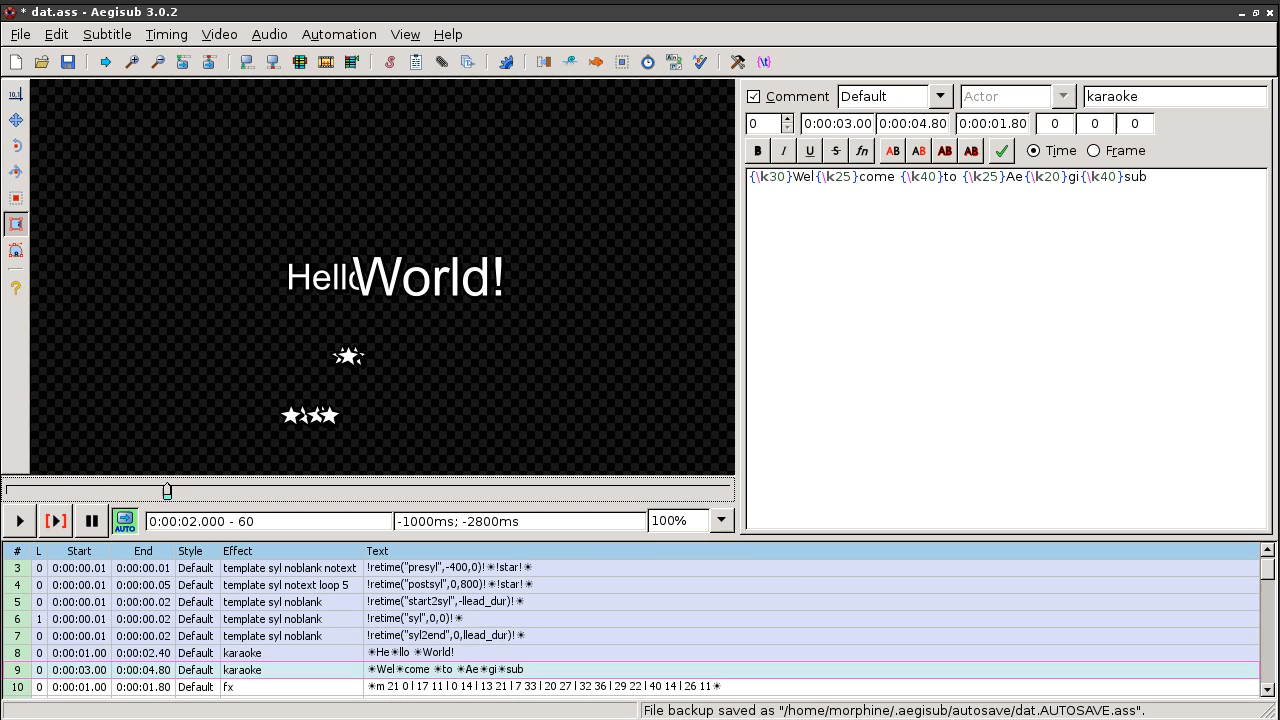 * dat.ass - Aegisub 3.0.2
File Edit Subtitle Timing Video Audio Automation View Help
Comment Default Actor karaoke
0 0:00:03.00 0:00:04.80 0:00:01.80 0 0 0
B I U S fn AB AB AB AB Time Frame
{\k30}Wel{\k25}come {\k40}to {\k25}Ae{\k20}gi{\k40}sub
Hello World!
AUTO 0:00:02.000 - 60 -1000ms; -2800ms 100%
# L Start End Style Effect Text
3 0 0:00:00.01 0:00:00.01 Default template syl noblank notext !retime("presyl",-400,0)!☀!star!☀
4 0 0:00:00.01 0:00:00.05 Default template syl notext loop 5 !retime("postsyl",0,800)!☀!star!☀
5 0 0:00:00.01 0:00:00.02 Default template syl noblank !retime("start2syl",-llead_dur)!☀
6 1 0:00:00.01 0:00:00.02 Default template syl noblank !retime("syl",0,0)!☀
7 0 0:00:00.01 0:00:00.02 Default template syl noblank !retime("syl2end",0,llead_dur)!☀
8 0 0:00:01.00 0:00:02.40 Default karaoke ☀He☀llo ☀World!
9 0 0:00:03.00 0:00:04.80 Default karaoke ☀Wel☀come ☀to ☀Ae☀gi☀sub
10 0 0:00:01.00 0:00:01.80 Default fx ☀m 21 0 l 17 11 l 0 14 l 13 21 l 7 33 l 20 27 l 32 36 l 29 22 l 40 14 l 26 11☀
File backup saved as "/home/morphine/.aegisub/autosave/dat.AUTOSAVE.ass".